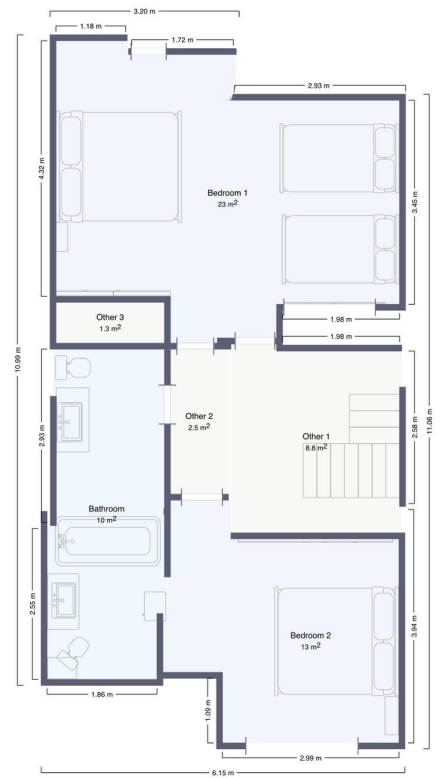 3.20 m
1.18 m
1.72 m
2.93 m
4.32 m
Bedroom 1
23 m²
3.45 m
Other 3
1.3 m²
1.98 m
1.98 m
10.99 m
11.06 m
2.93 m
Other 2
2.5 m²
Other 1
8.8 m²
2.58 m
Bathroom
10 m²
2.55 m
3.94 m
Bedroom 2
13 m²
1.86 m
1.09 m
2.99 m
6.15 m